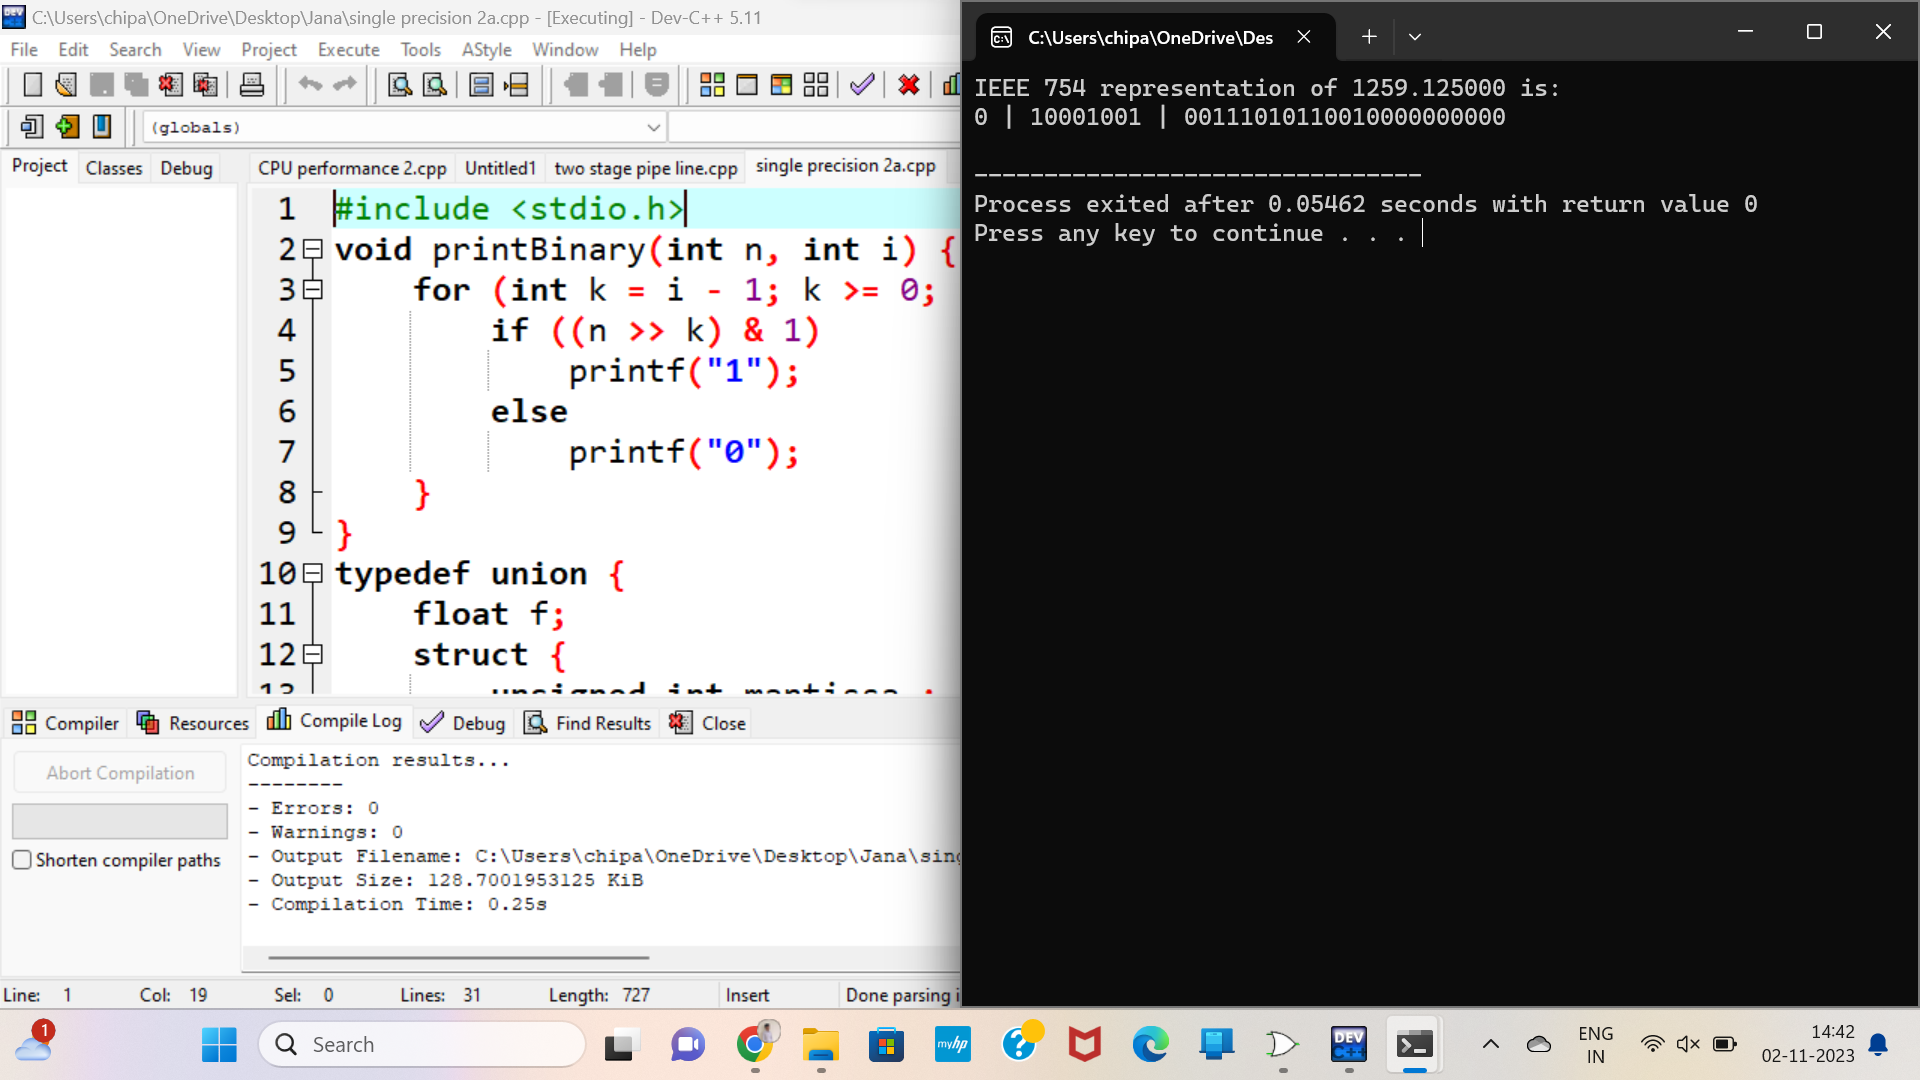 C:\Users\chipa\OneDrive\Desktop\Jana\single precision 2a.cpp - [Executing] - Dev-C++ 5.11
File Edit Search View Project Execute Tools AStyle Window Help
(globals)
Project Classes Debug
CPU performance 2.cpp Untitled1 two stage pipe line.cpp single precision 2a.cpp
1 #include <stdio.h>
2 void printBinary(int n, int i) {
3 for (int k = i - 1; k >= 0;
4 if ((n >> k) & 1)
5 printf("1");
6 else
7 printf("0");
8 }
9 }
10 typedef union {
11 float f;
12 struct {
13 unsigned int mantissa :
Compiler Resources Compile Log Debug Find Results Close
Abort Compilation
Shorten compiler paths
Compilation results...
--------
- Errors: 0
- Warnings: 0
- Output Filename: C:\Users\chipa\OneDrive\Desktop\Jana\sing
- Output Size: 128.7001953125 KiB
- Compilation Time: 0.25s
Line: 1 Col: 19 Sel: 0 Lines: 31 Length: 727 Insert Done parsing i
C:\Users\chipa\OneDrive\Des
IEEE 754 representation of 1259.125000 is:
0 | 10001001 | 00111010110010000000000
--------------------------------
Process exited after 0.05462 seconds with return value 0
Press any key to continue . . .
1
Search
myhp
DEV
C++
ENG
IN
14:42
02-11-2023